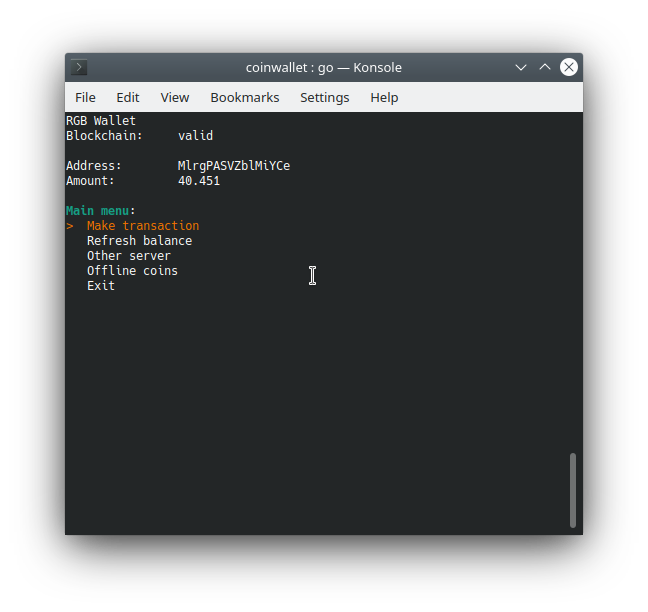 coinwallet : go — Konsole
File Edit View Bookmarks Settings Help
RGB Wallet
Blockchain: valid
Address: MlrgPASVZblMiYCe
Amount: 40.451
Main menu:
> Make transaction
Refresh balance
Other server
Offline coins
Exit